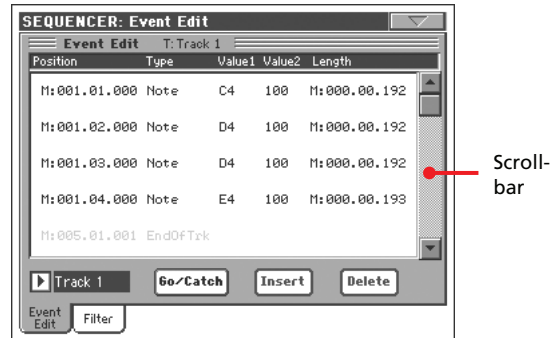 SEQUENCER: Event Edit
Event Edit T: Track 1
Position Type Value1 Value2 Length
M:001.01.000 Note C4 100 M:000.00.192
M:001.02.000 Note D4 100 M:000.00.192
M:001.03.000 Note D4 100 M:000.00.192
M:001.04.000 Note E4 100 M:000.00.193
M:005.01.001 EndOfTrk
Scroll-
bar
Track 1 Go/Catch Insert Delete
Event
Edit
Filter